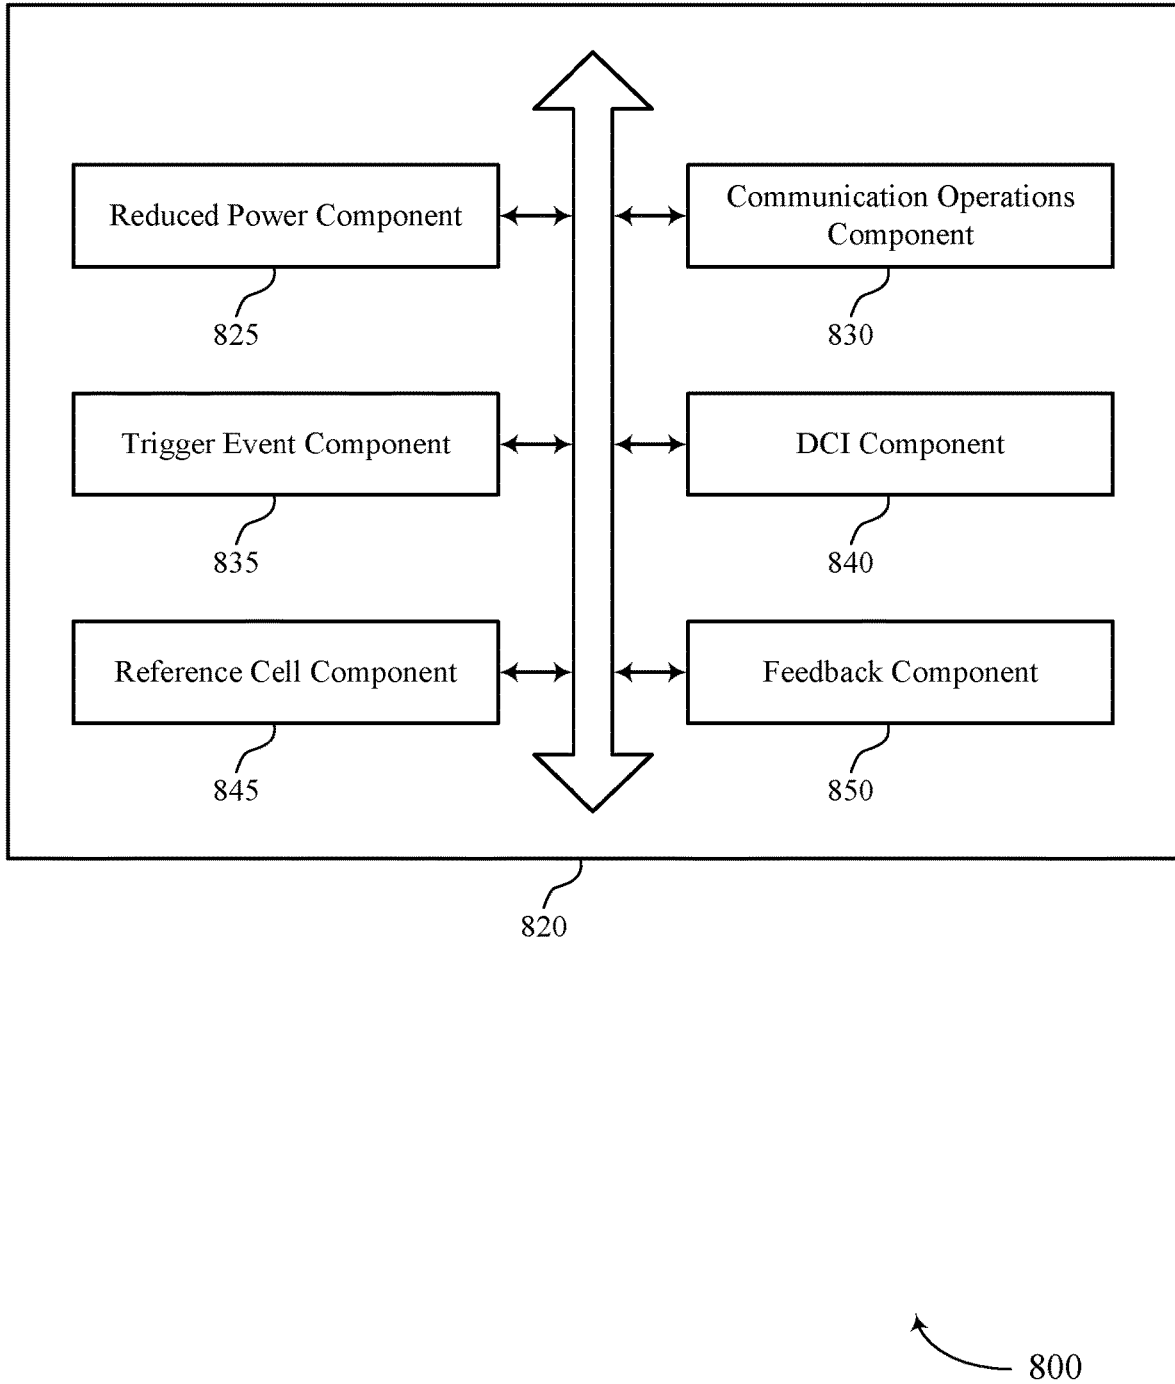 Reduced Power Component
825
Communication Operations
Component
830
Trigger Event Component
835
DCI Component
840
Reference Cell Component
845
Feedback Component
850
820
800